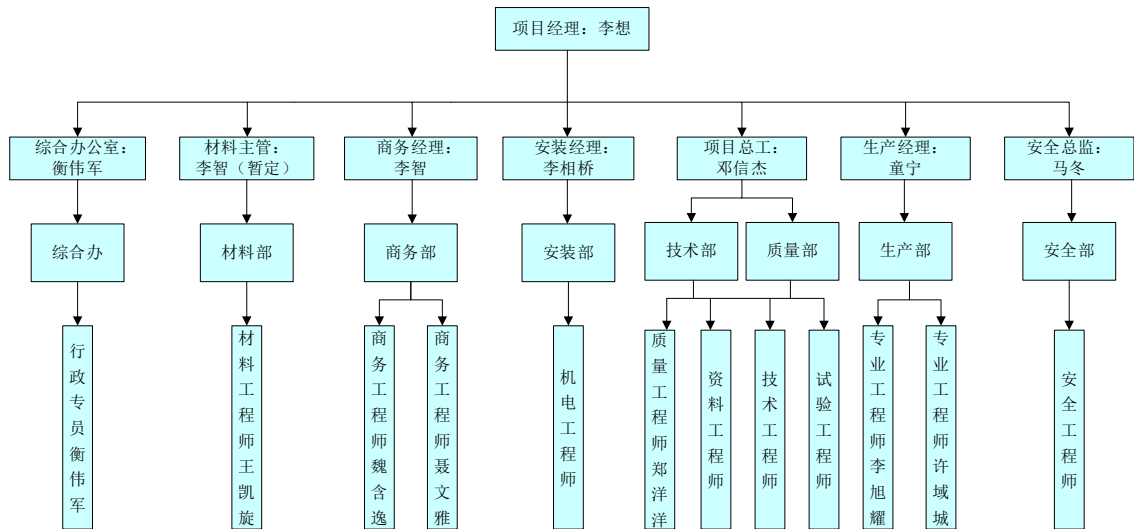 项目经理：李想
综合办公室：
衡伟军
材料主管：
李智（暂定）
商务经理：
李智
安装经理：
李相桥
项目总工：
邓信杰
生产经理：
童宁
安全总监：
马冬
综合办
材料部
商务部
安装部
技术部
质量部
生产部
安全部
行政专员衡伟军
材料工程师王凯旋
商务工程师魏含逸
商务工程师聂文雅
机电工程师
质量工程师郑洋洋
资料工程师
技术工程师
试验工程师
专业工程师李旭耀
专业工程师许域城
安全工程师